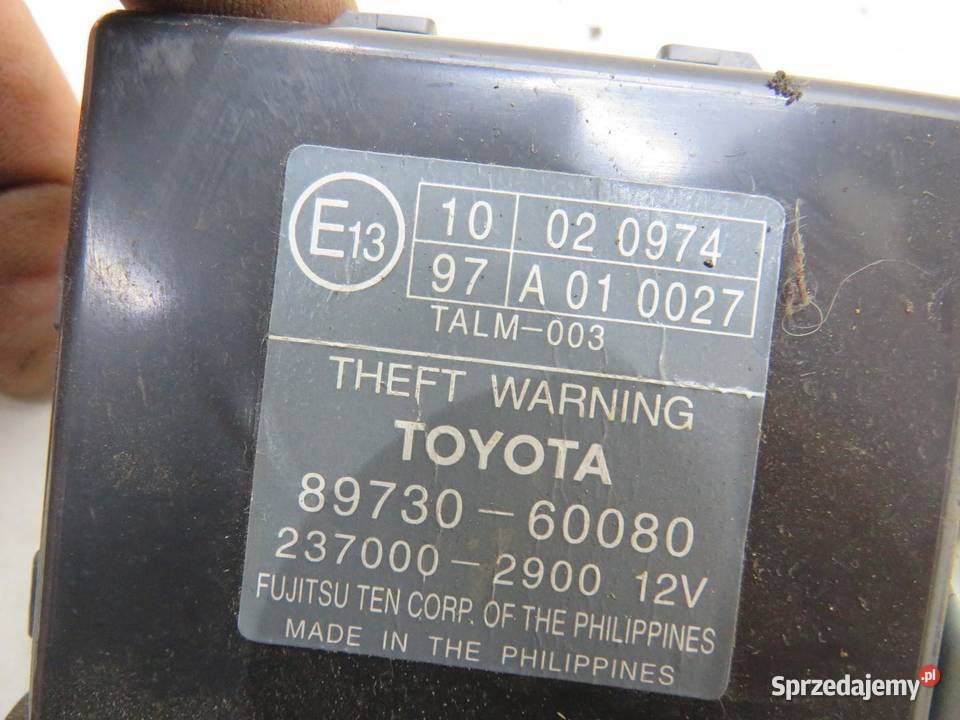 E13
10 02 0974
97 A 01 0027
TALM-003
THEFT WARNING
TOYOTA
89730-60080
237000-2900 12V
FUJITSU TEN CORP. OF THE PHILIPPINES
MADE IN THE PHILIPPINES
Sprzedajemy.pl